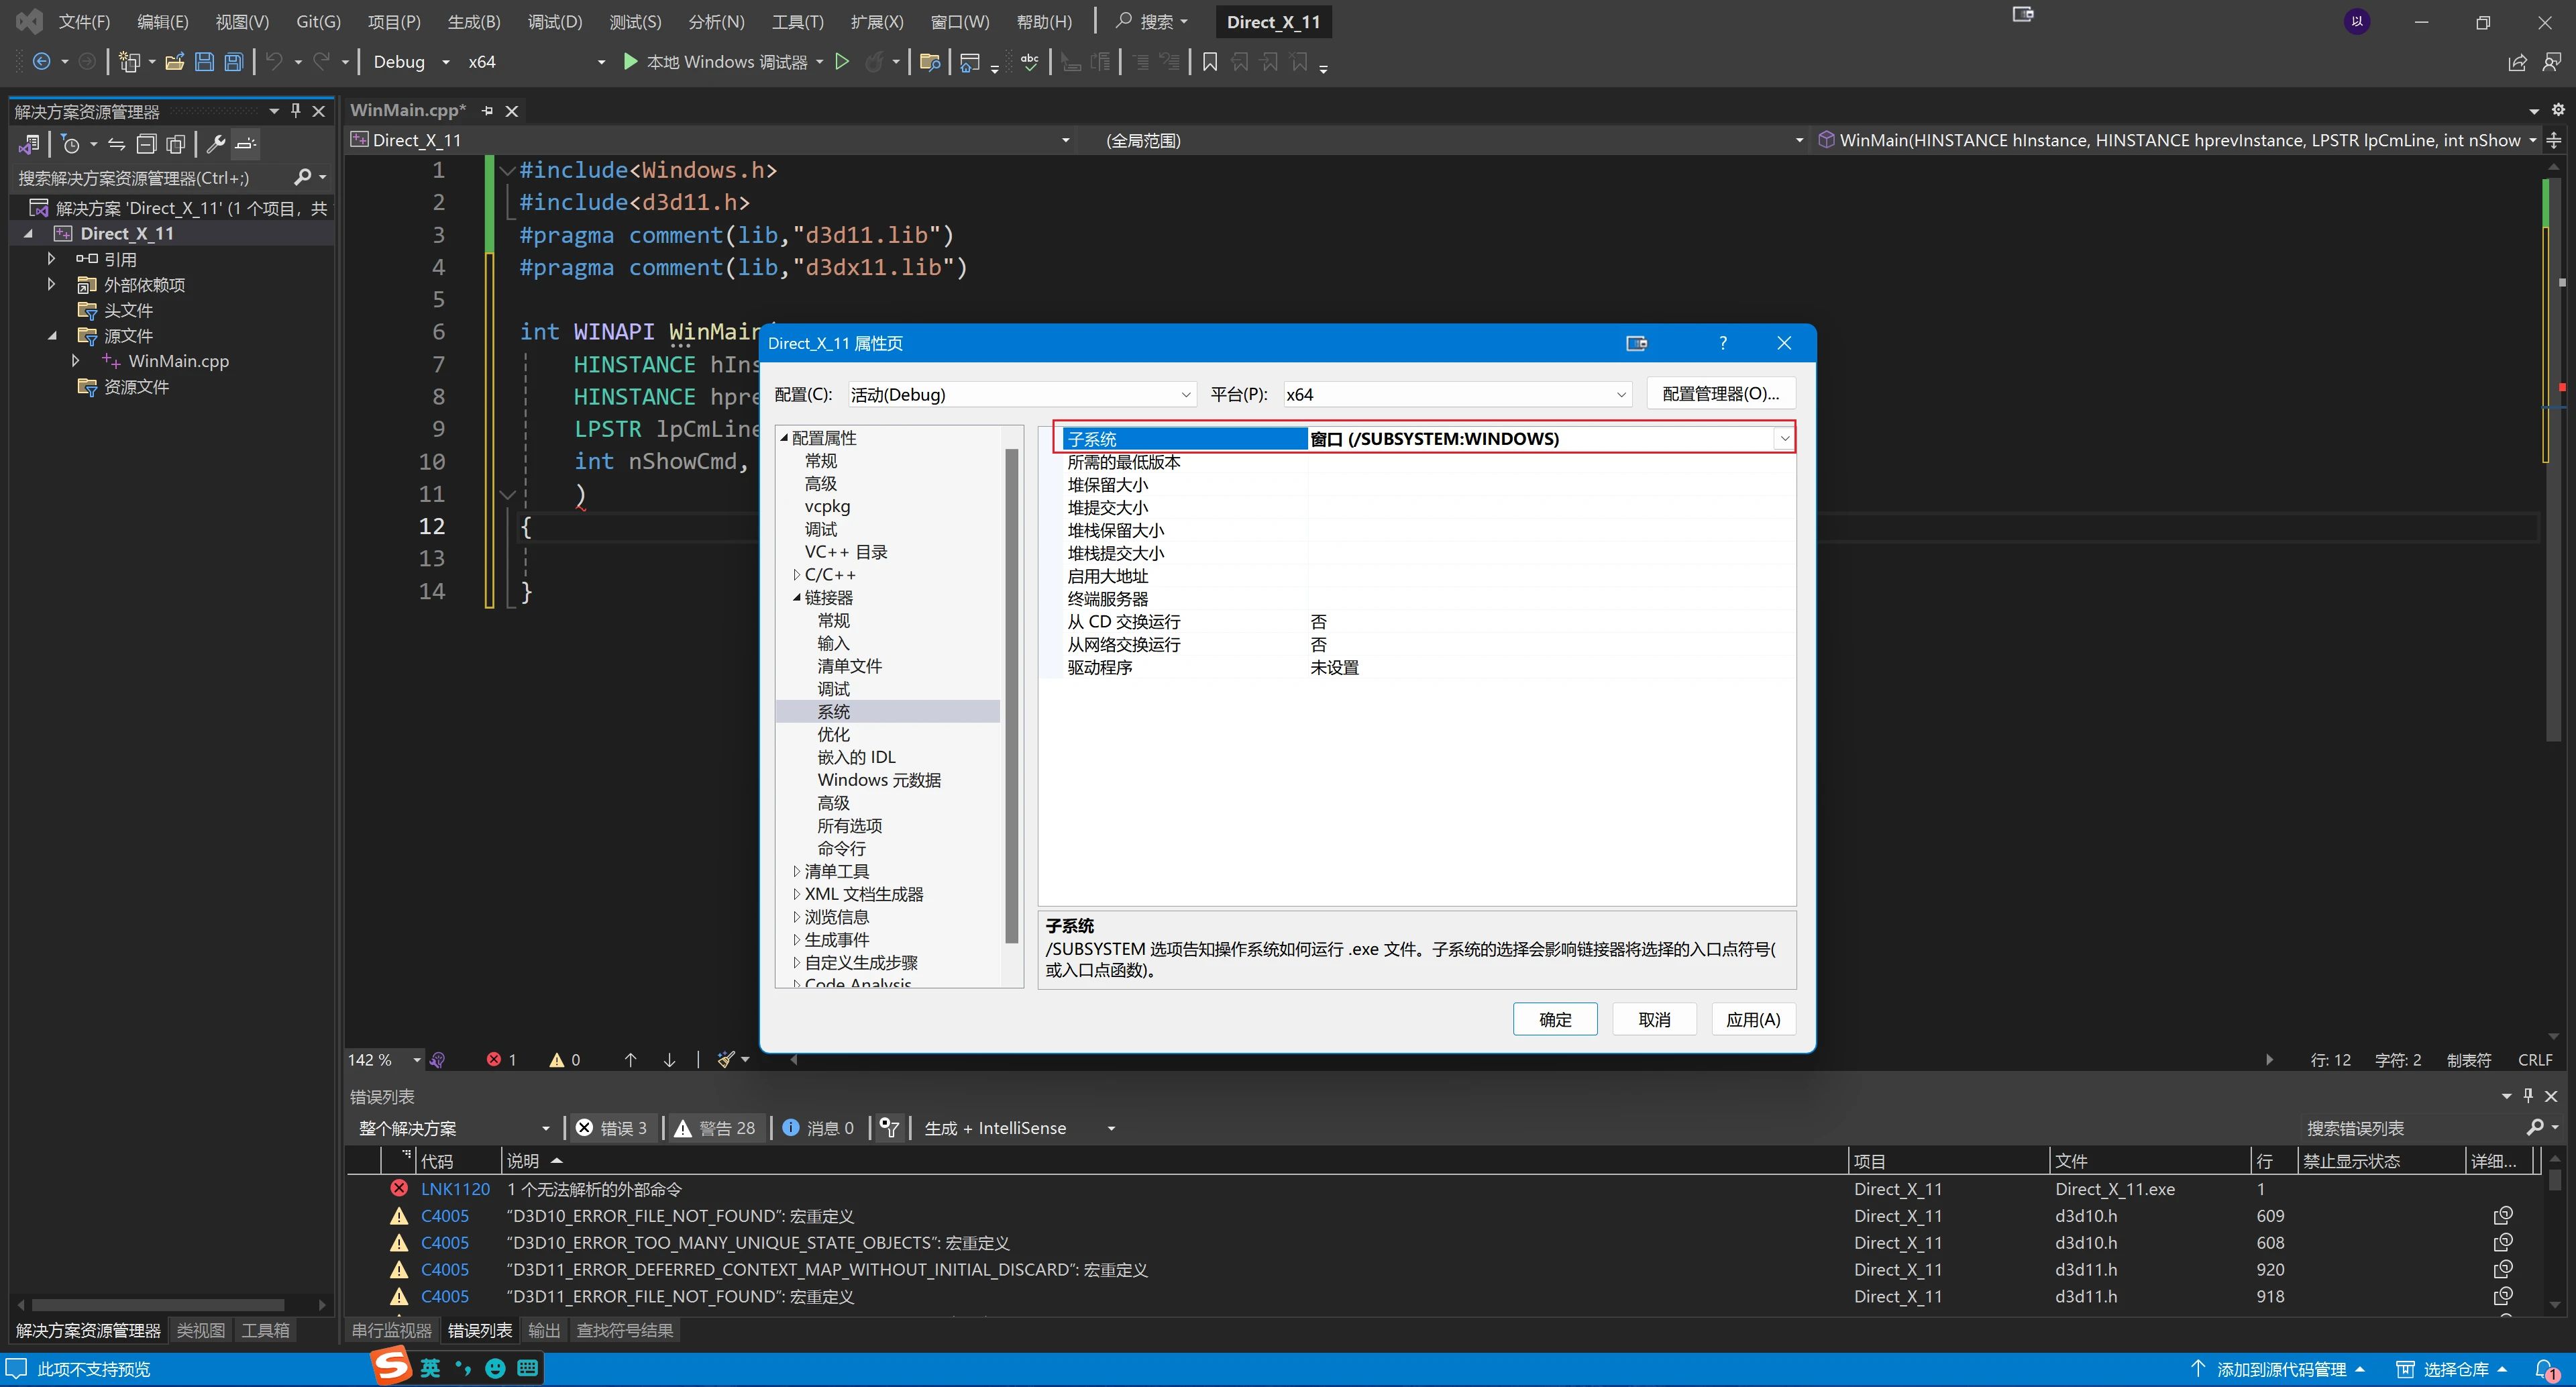 文件(F) 编辑(E) 视图(V) Git(G) 项目(P) 生成(B) 调试(D) 测试(S) 分析(N) 工具(T) 扩展(X) 窗口(W) 帮助(H) 搜索 Direct_X_11 以
Debug x64 本地 Windows 调试器
解决方案资源管理器
搜索解决方案资源管理器(Ctrl+;)
解决方案 'Direct_X_11' (1 个项目，共
Direct_X_11
引用
外部依赖项
头文件
源文件
WinMain.cpp
资源文件
WinMain.cpp*
Direct_X_11 (全局范围) WinMain(HINSTANCE hInstance, HINSTANCE hprevInstance, LPSTR lpCmLine, int nShow
1 #include<Windows.h>
2 #include<d3d11.h>
3 #pragma comment(lib,"d3d11.lib")
4 #pragma comment(lib,"d3dx11.lib")
5
6 int WINAPI WinMain
7 HINSTANCE hIns
8 HINSTANCE hpre
9 LPSTR lpCmLine
10 int nShowCmd,
11 )
12 {
13
14 }
Direct_X_11 属性页 ?
配置(C): 活动(Debug) 平台(P): x64 配置管理器(O)...
配置属性
常规
高级
vcpkg
调试
VC++ 目录
C/C++
链接器
常规
输入
清单文件
调试
系统
优化
嵌入的 IDL
Windows 元数据
高级
所有选项
命令行
清单工具
XML 文档生成器
浏览信息
生成事件
自定义生成步骤
Code Analysis
子系统 窗口 (/SUBSYSTEM:WINDOWS)
所需的最低版本
堆保留大小
堆提交大小
堆栈保留大小
堆栈提交大小
启用大地址
终端服务器
从 CD 交换运行 否
从网络交换运行 否
驱动程序 未设置
子系统
/SUBSYSTEM 选项告知操作系统如何运行 .exe 文件。子系统的选择会影响链接器将选择的入口点符号(
或入口点函数)。
确定 取消 应用(A)
142 % 1 0 行: 12 字符: 2 制表符 CRLF
错误列表
整个解决方案 错误 3 警告 28 消息 0 生成 + IntelliSense 搜索错误列表
代码 说明 项目 文件 行 禁止显示状态 详细...
LNK1120 1 个无法解析的外部命令 Direct_X_11 Direct_X_11.exe 1
C4005 “D3D10_ERROR_FILE_NOT_FOUND”: 宏重定义 Direct_X_11 d3d10.h 609
C4005 “D3D10_ERROR_TOO_MANY_UNIQUE_STATE_OBJECTS”: 宏重定义 Direct_X_11 d3d10.h 608
C4005 “D3D11_ERROR_DEFERRED_CONTEXT_MAP_WITHOUT_INITIAL_DISCARD”: 宏重定义 Direct_X_11 d3d11.h 920
C4005 “D3D11_ERROR_FILE_NOT_FOUND”: 宏重定义 Direct_X_11 d3d11.h 918
解决方案资源管理器 类视图 工具箱 串行监视器 错误列表 输出 查找符号结果
此项不支持预览 S 英 添加到源代码管理 选择仓库 1